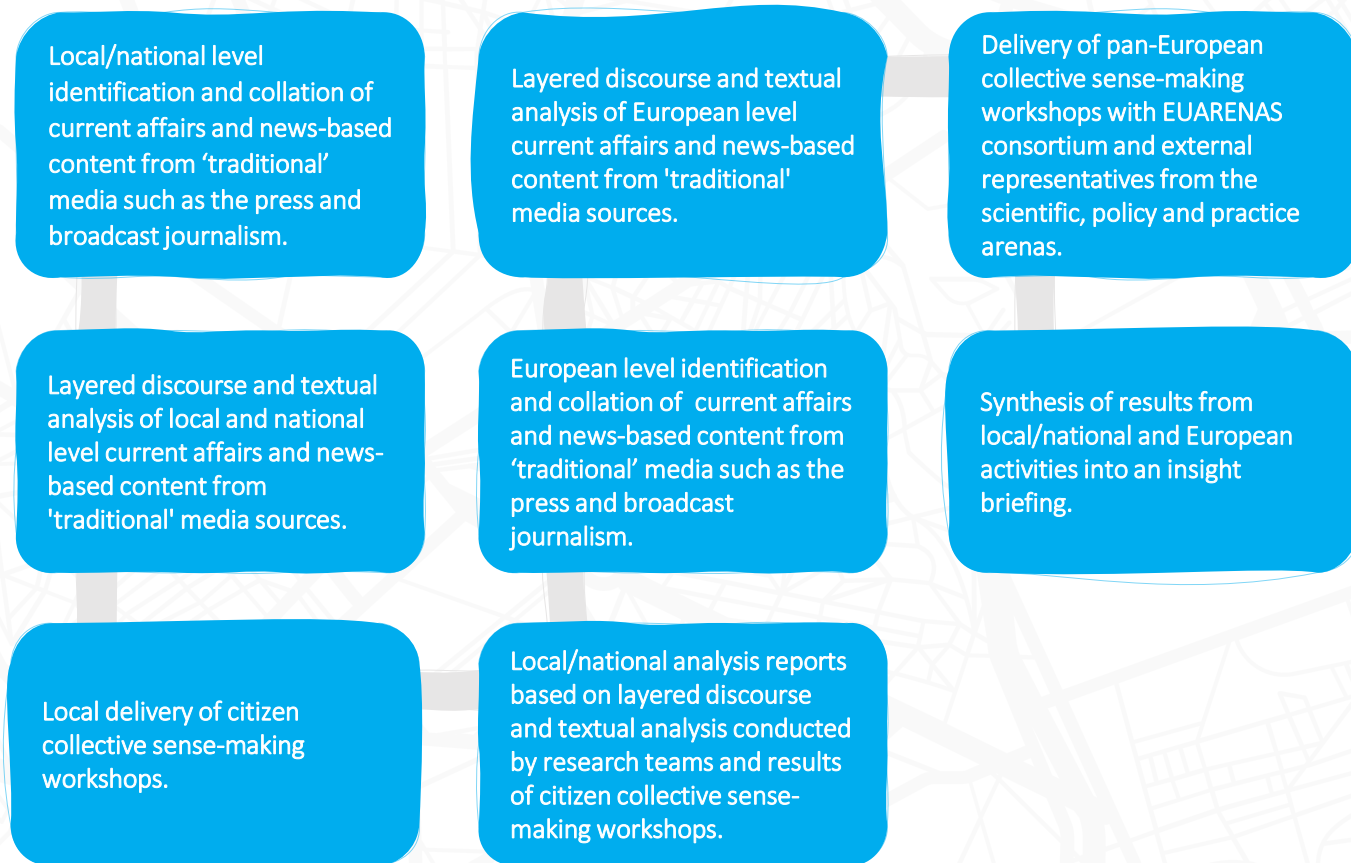 Local/national level
identification and collation of
current affairs and news-based
content from ‘traditional’
media such as the press and
broadcast journalism.
Layered discourse and textual
analysis of local and national
level current affairs and news-
based content from
'traditional' media sources.
Local delivery of citizen
collective sense-making
workshops.
Local/national analysis reports
based on layered discourse
and textual analysis conducted
by research teams and results
of citizen collective sense-
making workshops.
European level identification
and collation of  current affairs
and news-based content from
‘traditional’ media such as the
press and broadcast
journalism.
Layered discourse and textual
analysis of European level
current affairs and news-based
content from 'traditional'
media sources.
Delivery of pan-European
collective sense-making
workshops with EUARENAS
consortium and external
representatives from the
scientific, policy and practice
arenas.
Synthesis of results from
local/national and European
activities into an insight
briefing.